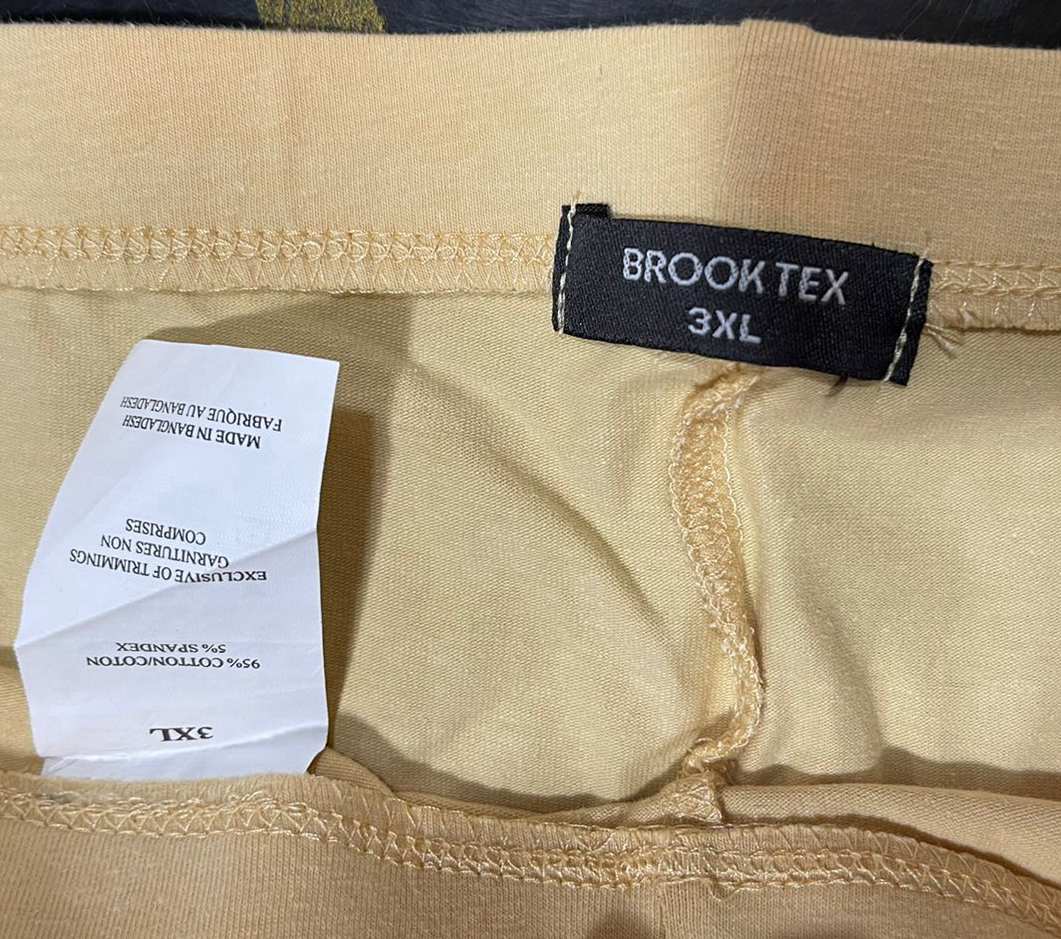 BROOK TEX
3XL
3XL
95% COTTON/COTON
5% SPANDEX
EXCLUSIVE OF TRIMMINGS
GARNITURES NON
COMPRISES
MADE IN BANGLADESH
FABRIQUE AU BANGLADESH